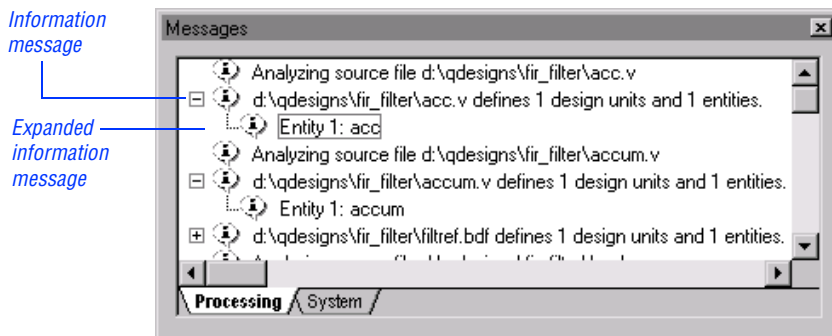 Information
message
Expanded
information
message
Messages
Analyzing source file d:\qdesigns\fir_filter\acc.v
d:\qdesigns\fir_filter\acc.v defines 1 design units and 1 entities.
Entity 1: acc
Analyzing source file d:\qdesigns\fir_filter\accum.v
d:\qdesigns\fir_filter\accum.v defines 1 design units and 1 entities.
Entity 1: accum
d:\qdesigns\fir_filter\filtref.bdf defines 1 design units and 1 entities.
Processing System